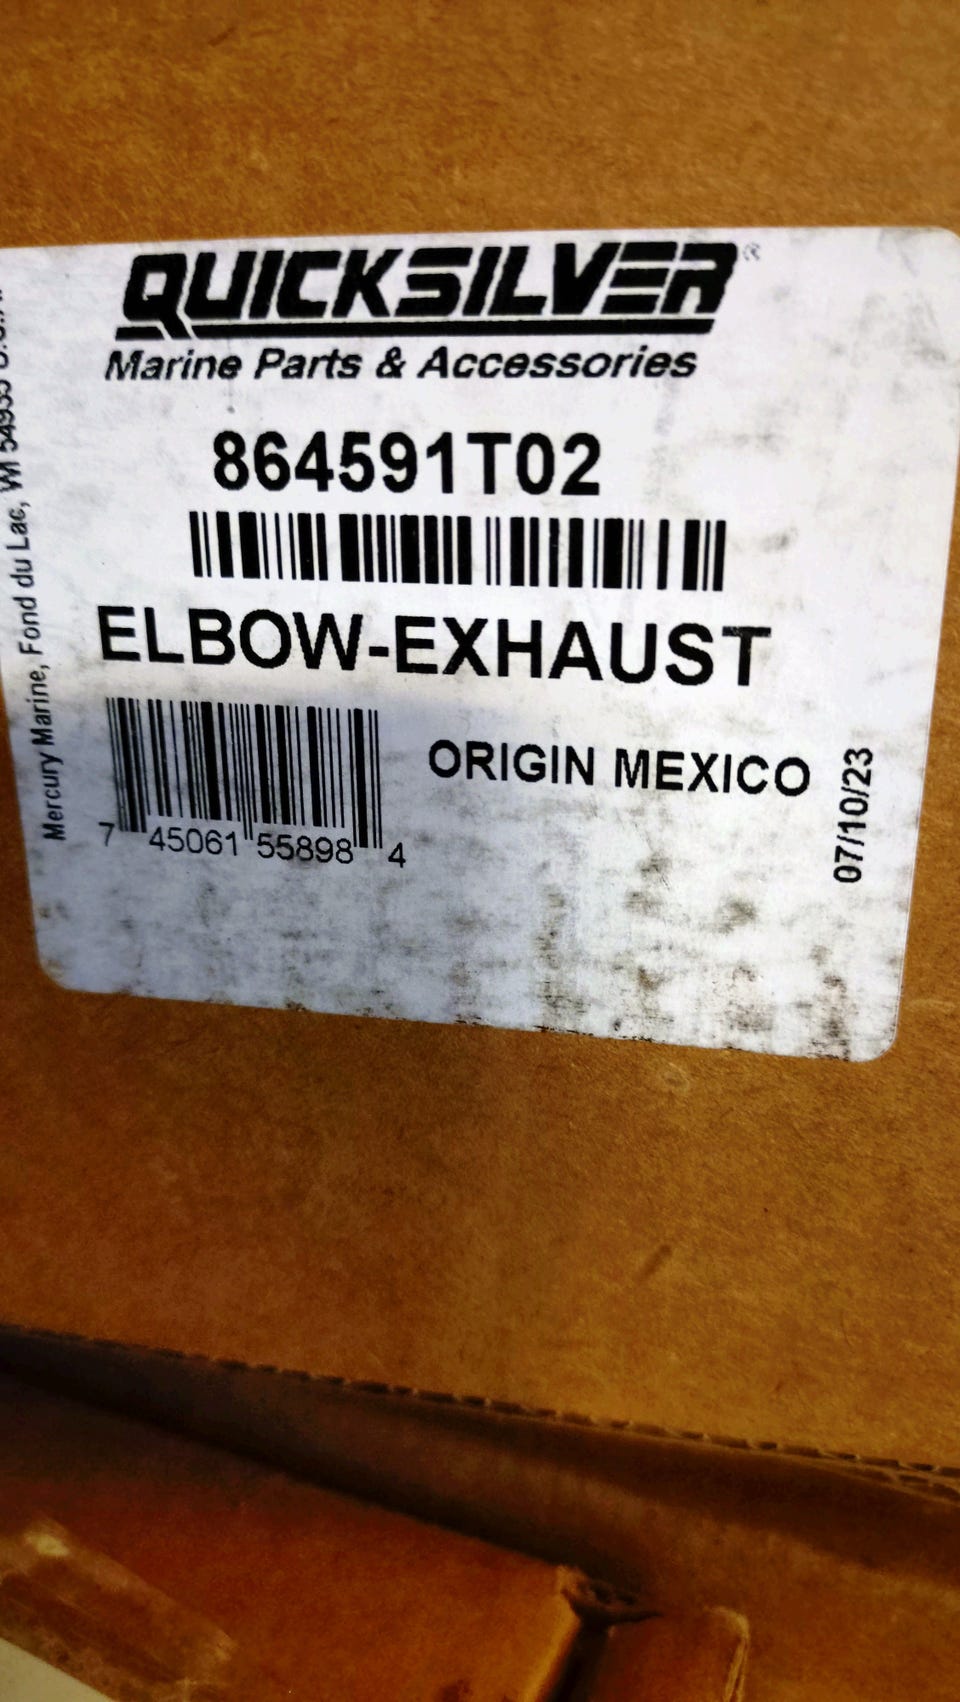 QUICKSILVER®
Marine Parts & Accessories
864591T02
ELBOW-EXHAUST
ORIGIN MEXICO
7 45061 55898 4
07/10/23
Mercury Marine, Fond du Lac, WI 54935